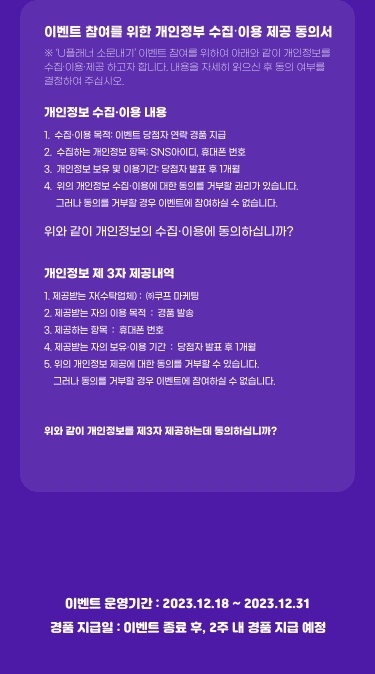 이벤트 참여를 위한 개인정부 수집·이용 제공 동의서
※ 'U플래너 소문내기' 이벤트 참여를 위하여 아래와 같이 개인정보를
수집·이용·제공 하고자 합니다. 내용을 자세히 읽으신 후 동의 여부를
결정하여 주십시오.
개인정보 수집·이용 내용
1. 수집·이용 목적: 이벤트 당첨자 연락 경품 지급
2. 수집하는 개인정보 항목: SNS아이디, 휴대폰 번호
3. 개인정보 보유 및 이용기간: 당첨자 발표 후 1개월
4. 위의 개인정보 수집·이용에 대한 동의를 거부할 권리가 있습니다.
그러나 동의를 거부할 경우 이벤트에 참여하실 수 없습니다.
위와 같이 개인정보의 수집·이용에 동의하십니까?
개인정보 제 3자 제공내역
1. 제공받는 자(수탁업체) : ㈜쿠프 마케팅
2. 제공받는 자의 이용 목적 : 경품 발송
3. 제공하는 항목 : 휴대폰 번호
4. 제공받는 자의 보유·이용 기간 : 당첨자 발표 후 1개월
5. 위의 개인정보 제공에 대한 동의를 거부할 수 있습니다.
그러나 동의를 거부할 경우 이벤트에 참여하실 수 없습니다.
위와 같이 개인정보를 제3자 제공하는데 동의하십니까?
이벤트 운영기간 : 2023.12.18 ~ 2023.12.31
경품 지급일 : 이벤트 종료 후, 2주 내 경품 지급 예정